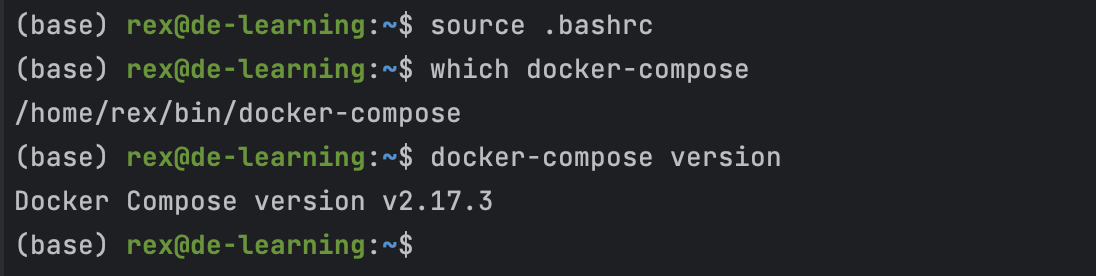 (base) rex@de-learning:~$ source .bashrc
(base) rex@de-learning:~$ which docker-compose
/home/rex/bin/docker-compose
(base) rex@de-learning:~$ docker-compose version
Docker Compose version v2.17.3
(base) rex@de-learning:~$